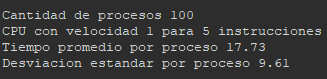 Cantidad de procesos 100
CPU con velocidad 1 para 5 instrucciones
Tiempo promedio por proceso 17.73
Desviacion estandar por proceso 9.61